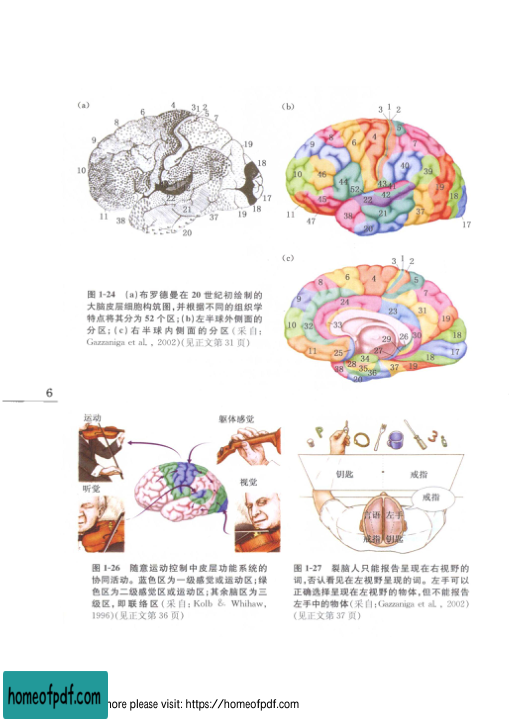 (a)
4
3 1 2
5
7
6
8
9
10
11
38
20
21
22
37
19
18
17
18
19
(b)
3 1 2
8
6
4
5
7
9
10
46
44
45
52
43
41
42
40
39
19
18
22
21
38
37
20
11
47
17
图 1-24 (a)布罗德曼在 20 世纪初绘制的
大脑皮层细胞构筑图,并根据不同的组织学
特点将其分为 52 个区;(b)左半球外侧面的
分区;(c)右半球内侧面的分区(采自:
Gazzaniga et al. , 2002)(见正文第 31 页)
(c)
3 1 2
4
5
6
8
7
9
24
31
23
19
10
32
33
29
26
30
18
17
11
25
27
34
28
35
36
37
19
18
38
20
6
运动
躯体感觉
听觉
视觉
图 1-26 随意运动控制中皮层功能系统的
协同活动。蓝色区为一级感觉或运动区;绿
色区为二级感觉区或运动区;其余脑区为三
级区,即联络区(采自:Kolb & Whihaw,
1996)(见正文第 36 页)
钥匙
戒指
戒指
言语 左手
戒指 钥匙
图 1-27 裂脑人只能报告呈现在右视野的
词,否认看见在左视野呈现的词。左手可以
正确选择呈现在左视野的物体,但不能报告
左手中的物体(采自:Gazzaniga et al. , 2002)
(见正文第 37 页)
homeofpdf.com
more please visit: https://homeofpdf.com